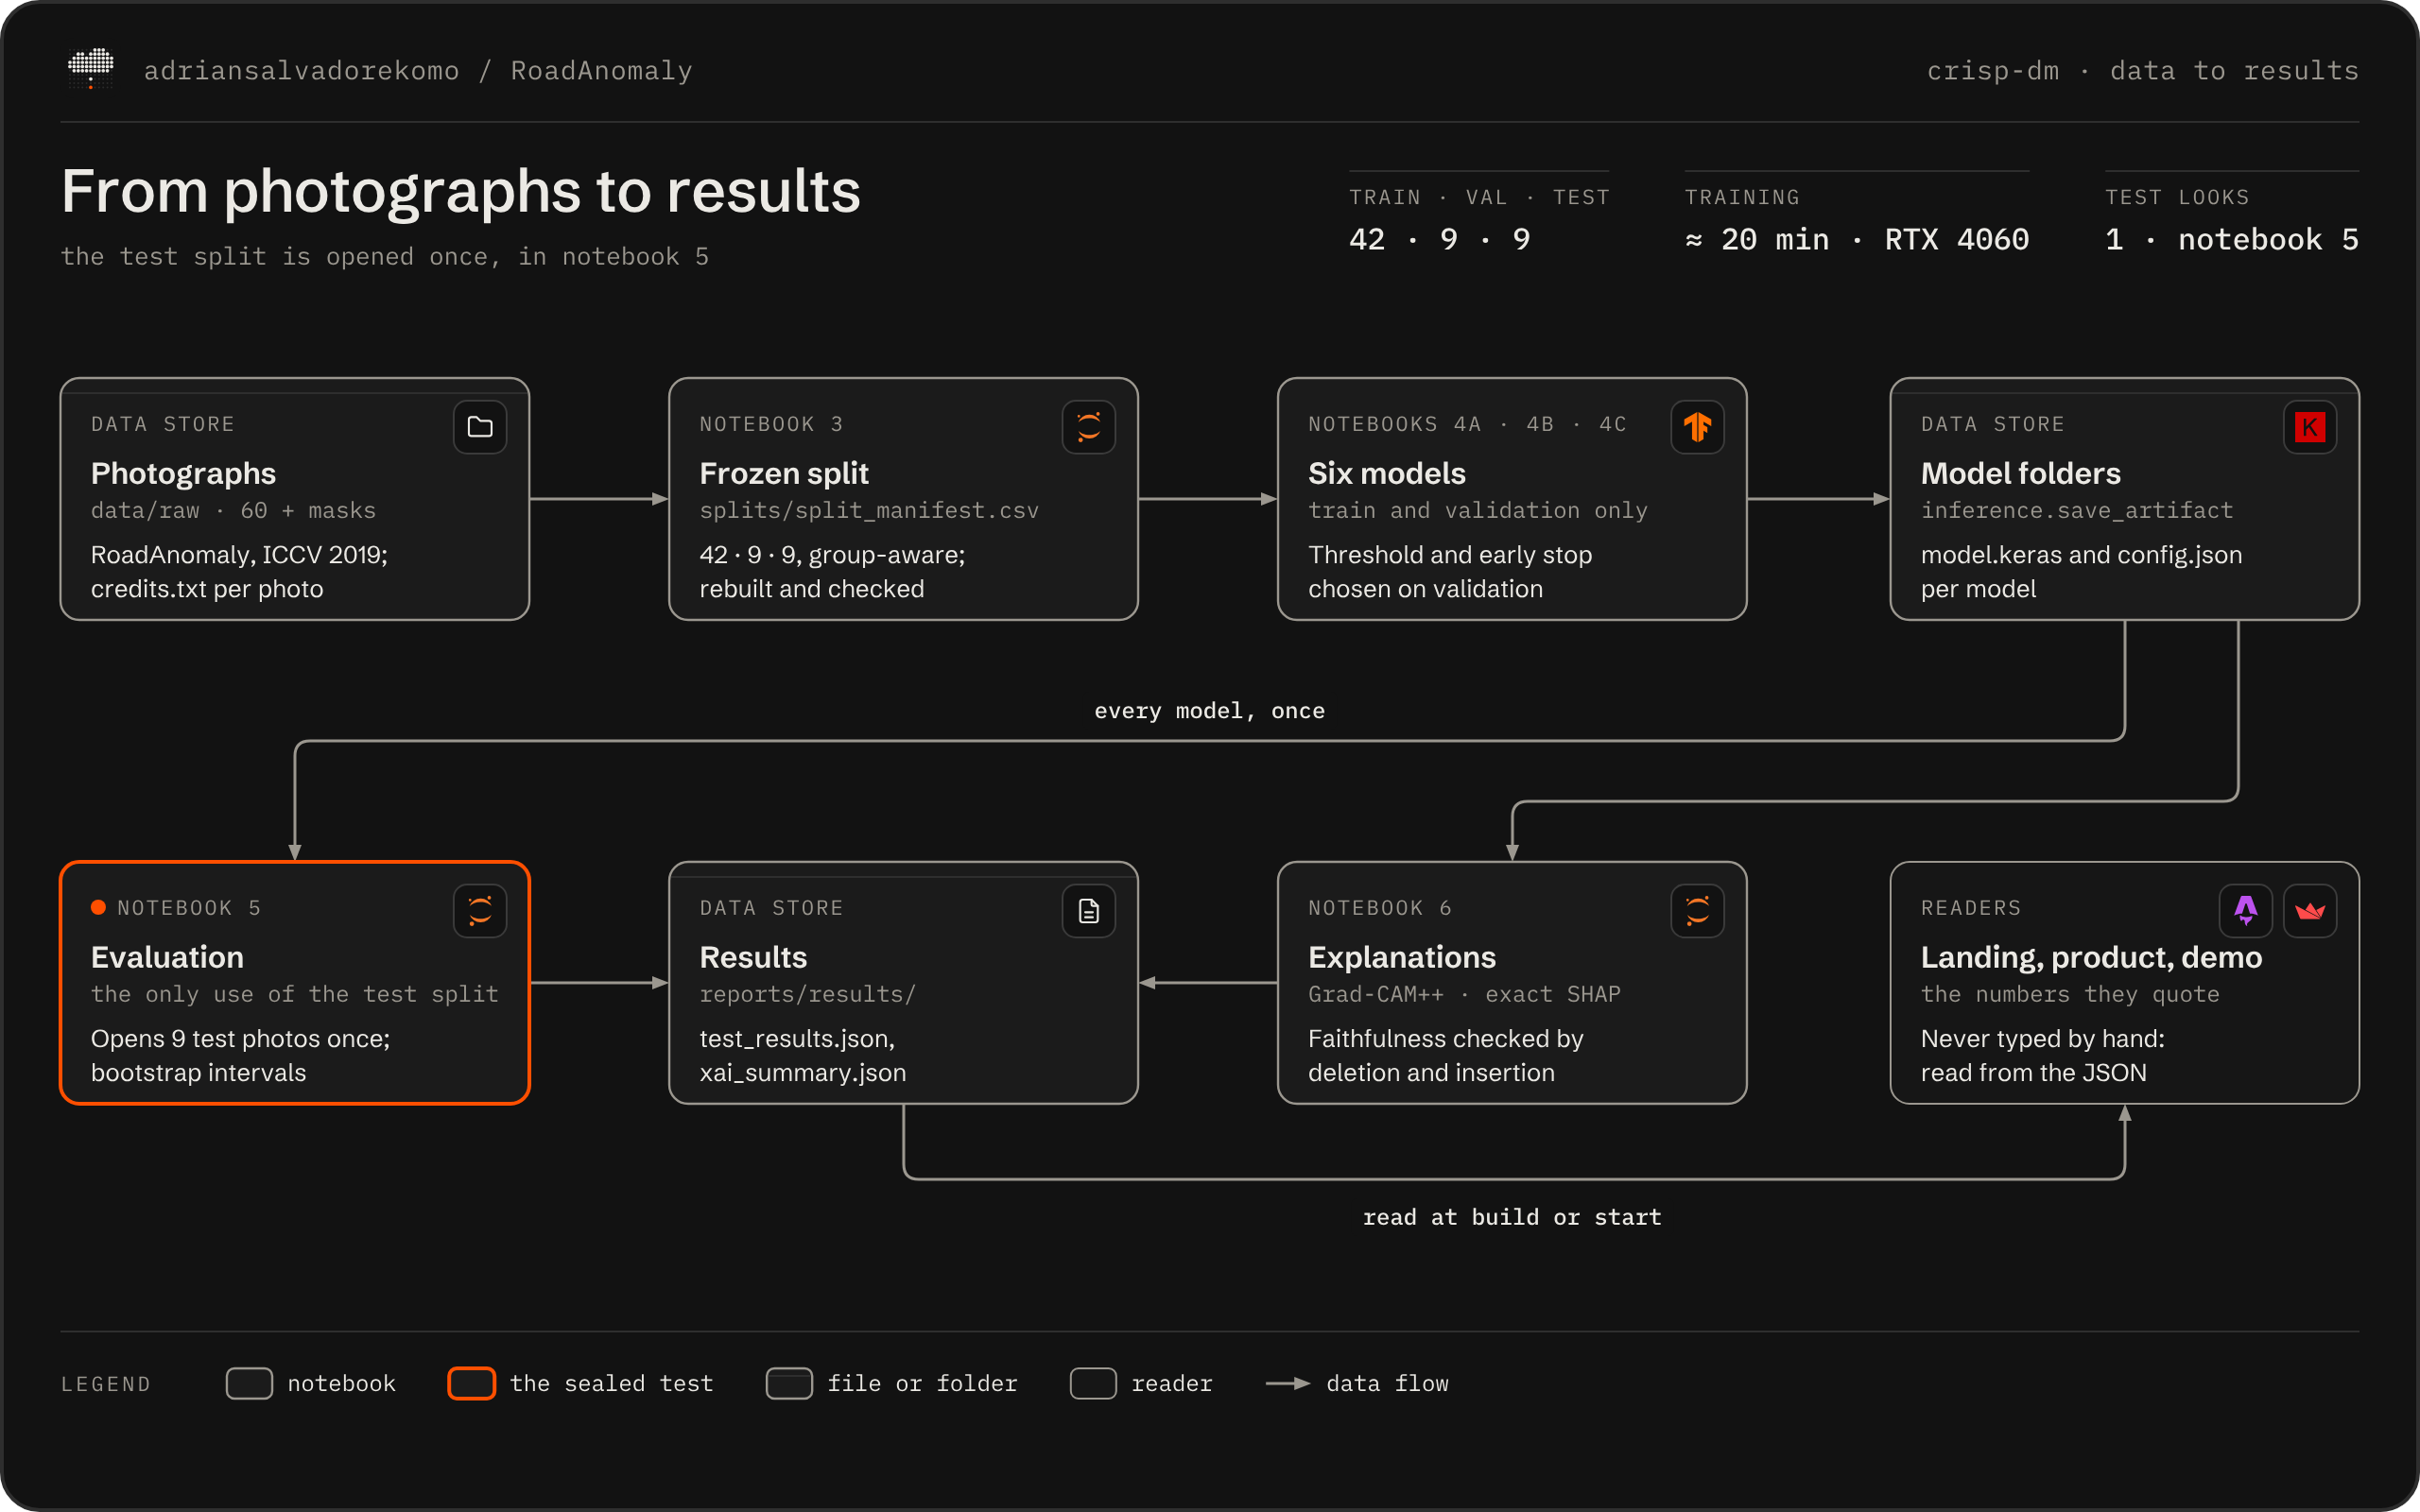 adriansalvadorekomo / RoadAnomaly
crisp-dm · data to results
From photographs to results
the test split is opened once, in notebook 5
TRAIN · VAL · TEST
42 · 9 · 9
TRAINING
≈ 20 min · RTX 4060
TEST LOOKS
1 · notebook 5
DATA STORE
Photographs
data/raw · 60 + masks
RoadAnomaly, ICCV 2019;
credits.txt per photo
NOTEBOOK 3
Frozen split
splits/split_manifest.csv
42 · 9 · 9, group-aware;
rebuilt and checked
NOTEBOOKS 4A · 4B · 4C
Six models
train and validation only
Threshold and early stop
chosen on validation
DATA STORE
K
Model folders
inference.save_artifact
model.keras and config.json
per model
every model, once
NOTEBOOK 5
Evaluation
the only use of the test split
Opens 9 test photos once;
bootstrap intervals
DATA STORE
Results
reports/results/
test_results.json,
xai_summary.json
NOTEBOOK 6
Explanations
Grad-CAM++ · exact SHAP
Faithfulness checked by
deletion and insertion
READERS
Landing, product, demo
the numbers they quote
Never typed by hand:
read from the JSON
read at build or start
LEGEND
notebook
the sealed test
file or folder
reader
data flow